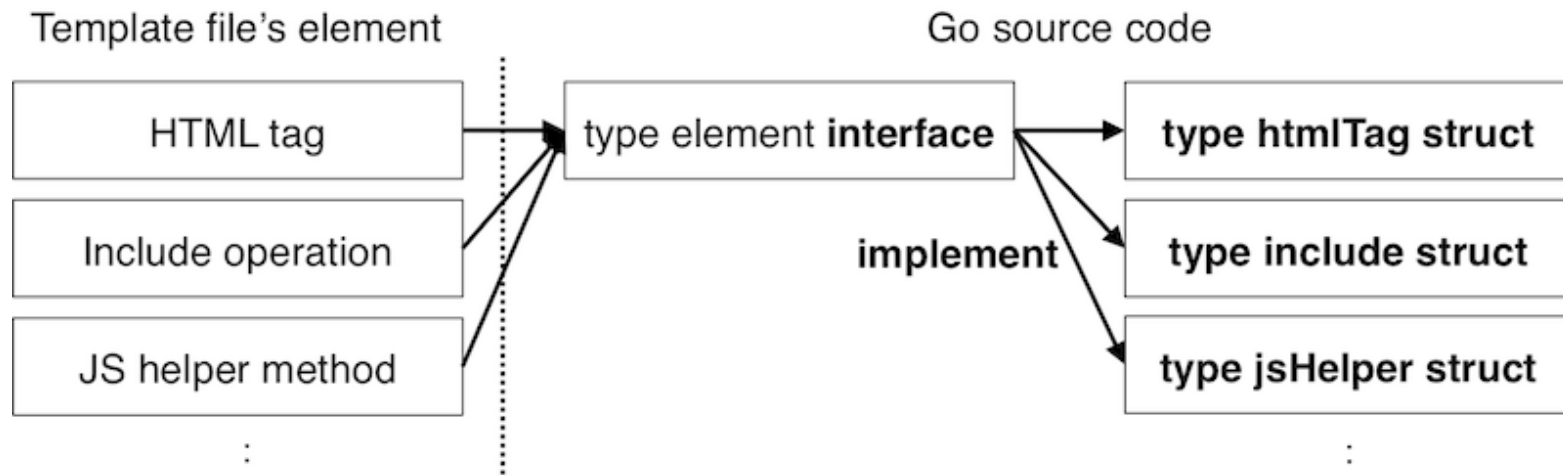 Template file's element
Go source code
HTML tag
type element interface
type htmlTag struct
Include operation
implement
type include struct
JS helper method
type jsHelper struct
:
: